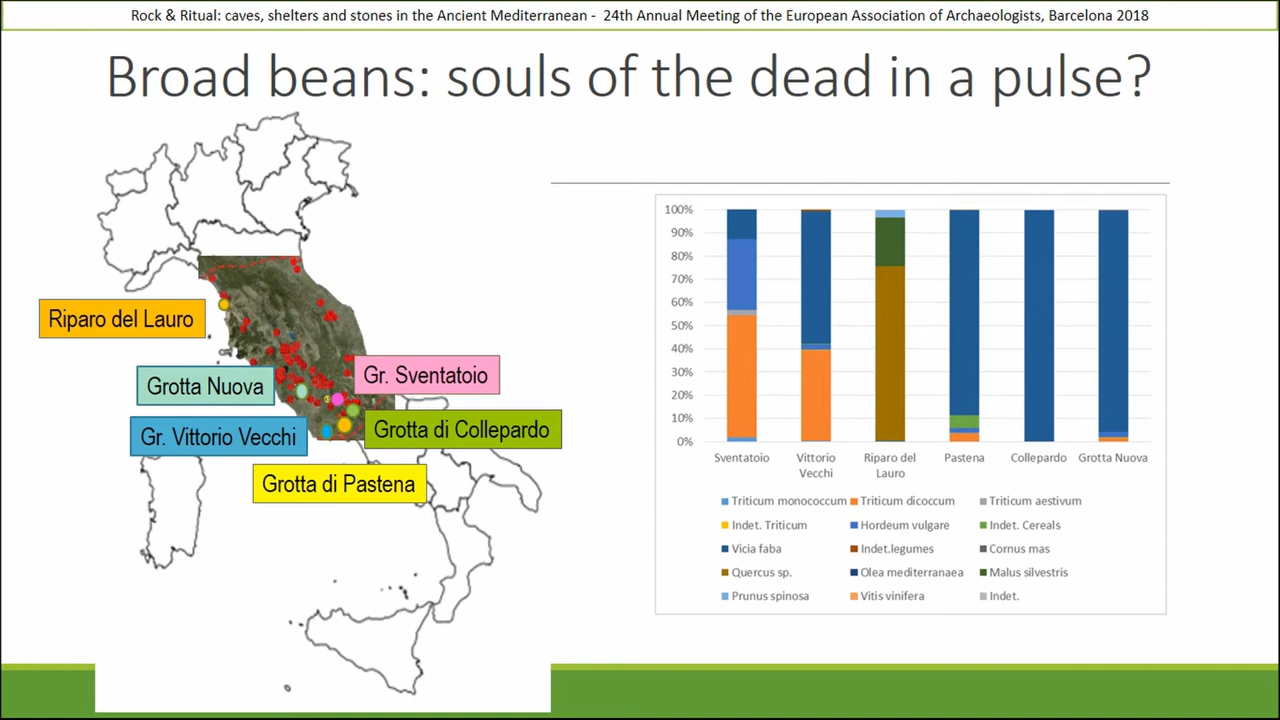 Rock & Ritual: caves, shelters and stones in the Ancient Mediterranean - 24th Annual Meeting of the European Association of Archaeologists, Barcelona 2018
Broad beans: souls of the dead in a pulse?
Riparo del Lauro
Grotta Nuova
Gr. Sventatoio
Gr. Vittorio Vecchi
Grotta di Collepardo
Grotta di Pastena
100%
90%
80%
70%
60%
50%
40%
30%
20%
10%
0%
Sventatoio
Vittorio
Vecchi
Riparo del
Lauro
Pastena
Collepardo
Grotta Nuova
Triticum monococcum
Triticum dicoccum
Triticum aestivum
Indet. Triticum
Hordeum vulgare
Indet. Cereals
Vicia faba
Indet.legumes
Cornus mas
Quercus sp.
Olea mediterranaea
Malus silvestris
Prunus spinosa
Vitis vinifera
Indet.